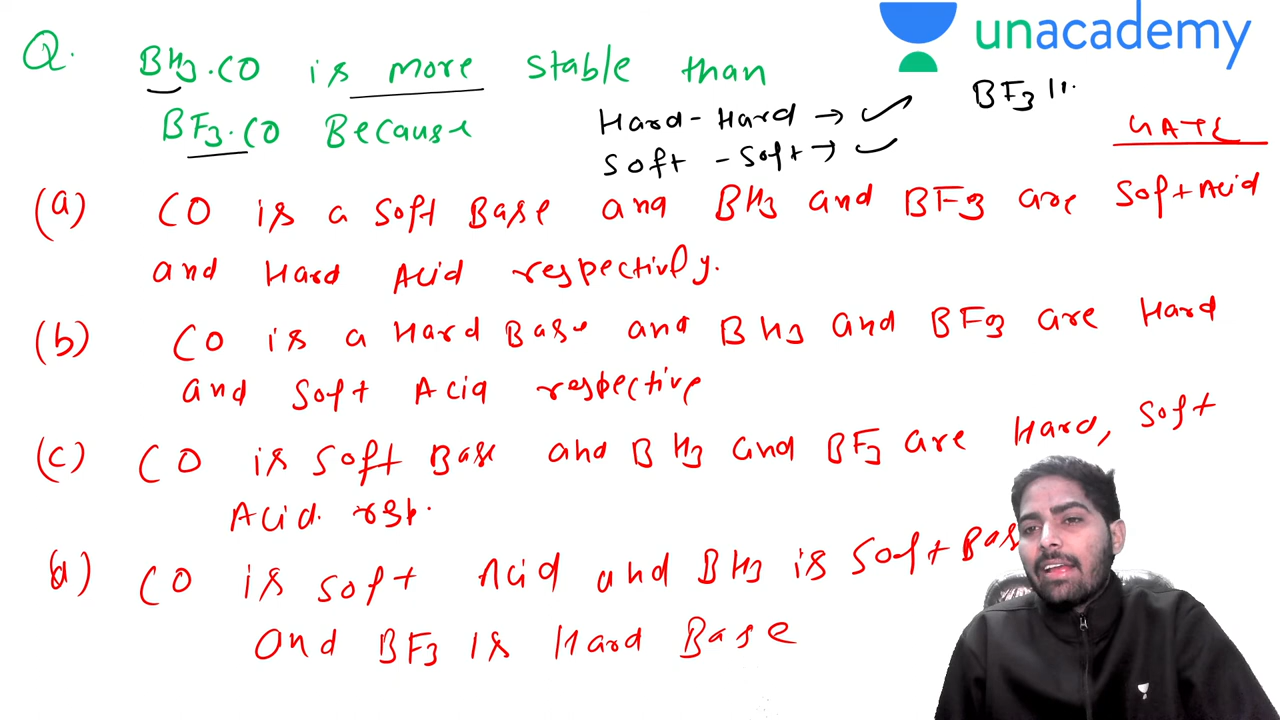 unacademy
Q. BH3.CO is more stable than
BF3.CO Because
Hard - Hard → ✓
Soft - Soft → ✓
BF3
GATE
(a) CO is a soft Base and BH3 and BF3 are Soft Acid
and Hard Acid respectivly.
(b) CO is a Hard Base and BH3 and BF3 are Hard
and Soft Acid respective
(c) CO is soft Base and BH3 and BF3 are Hard, Soft
Acid. resp.
d) CO is soft Acid and BH3 is Soft Bas
and BF3 is Hard Base